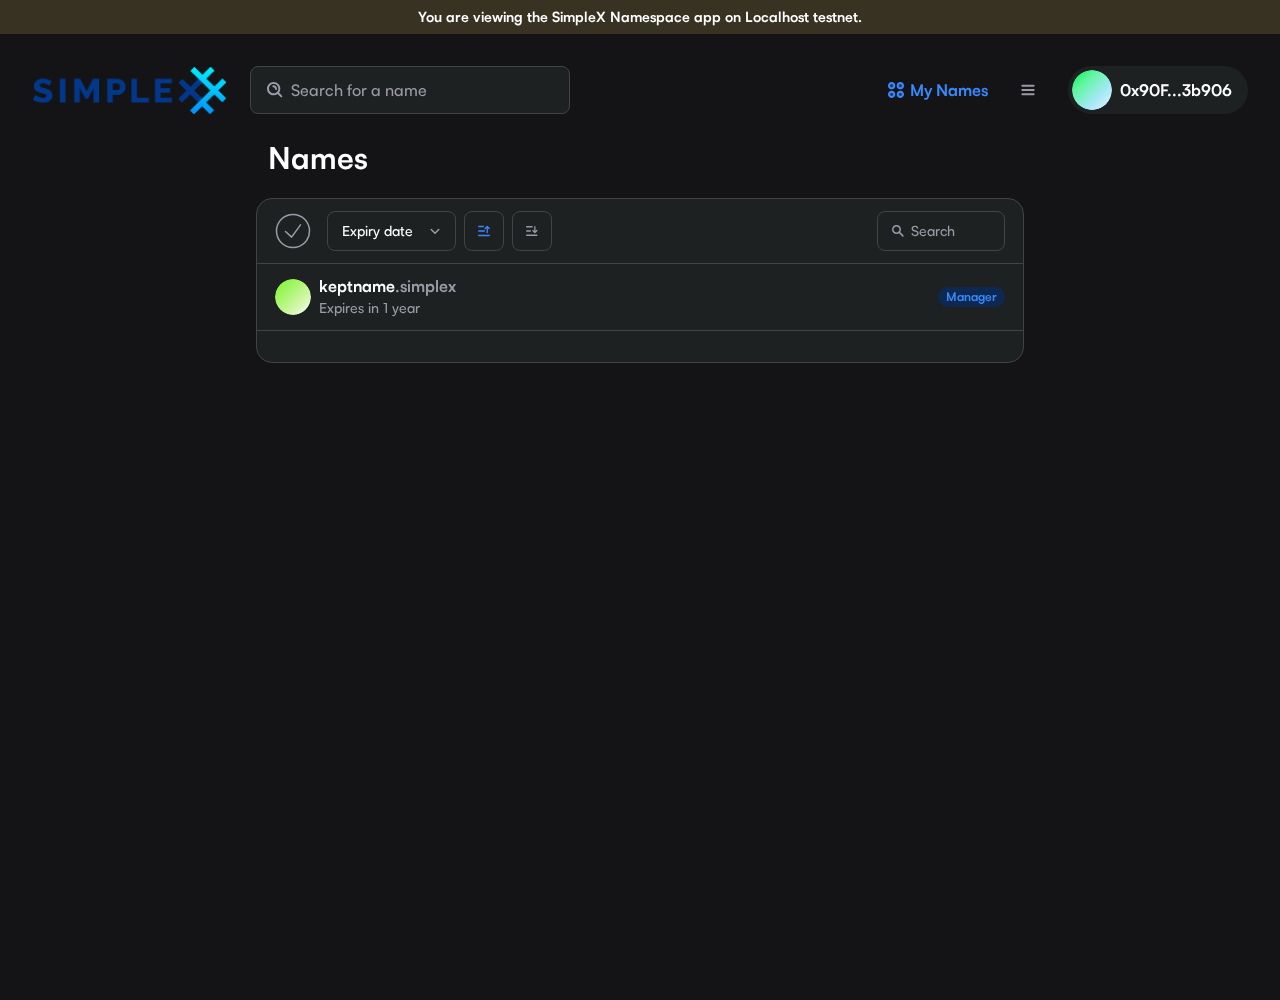 You are viewing the SimpleX Namespace app on Localhost testnet.
SIMPLEX
Search for a name
My Names
0x90F...3b906
Names
Expiry date
Search
keptname.simplex
Expires in 1 year
Manager